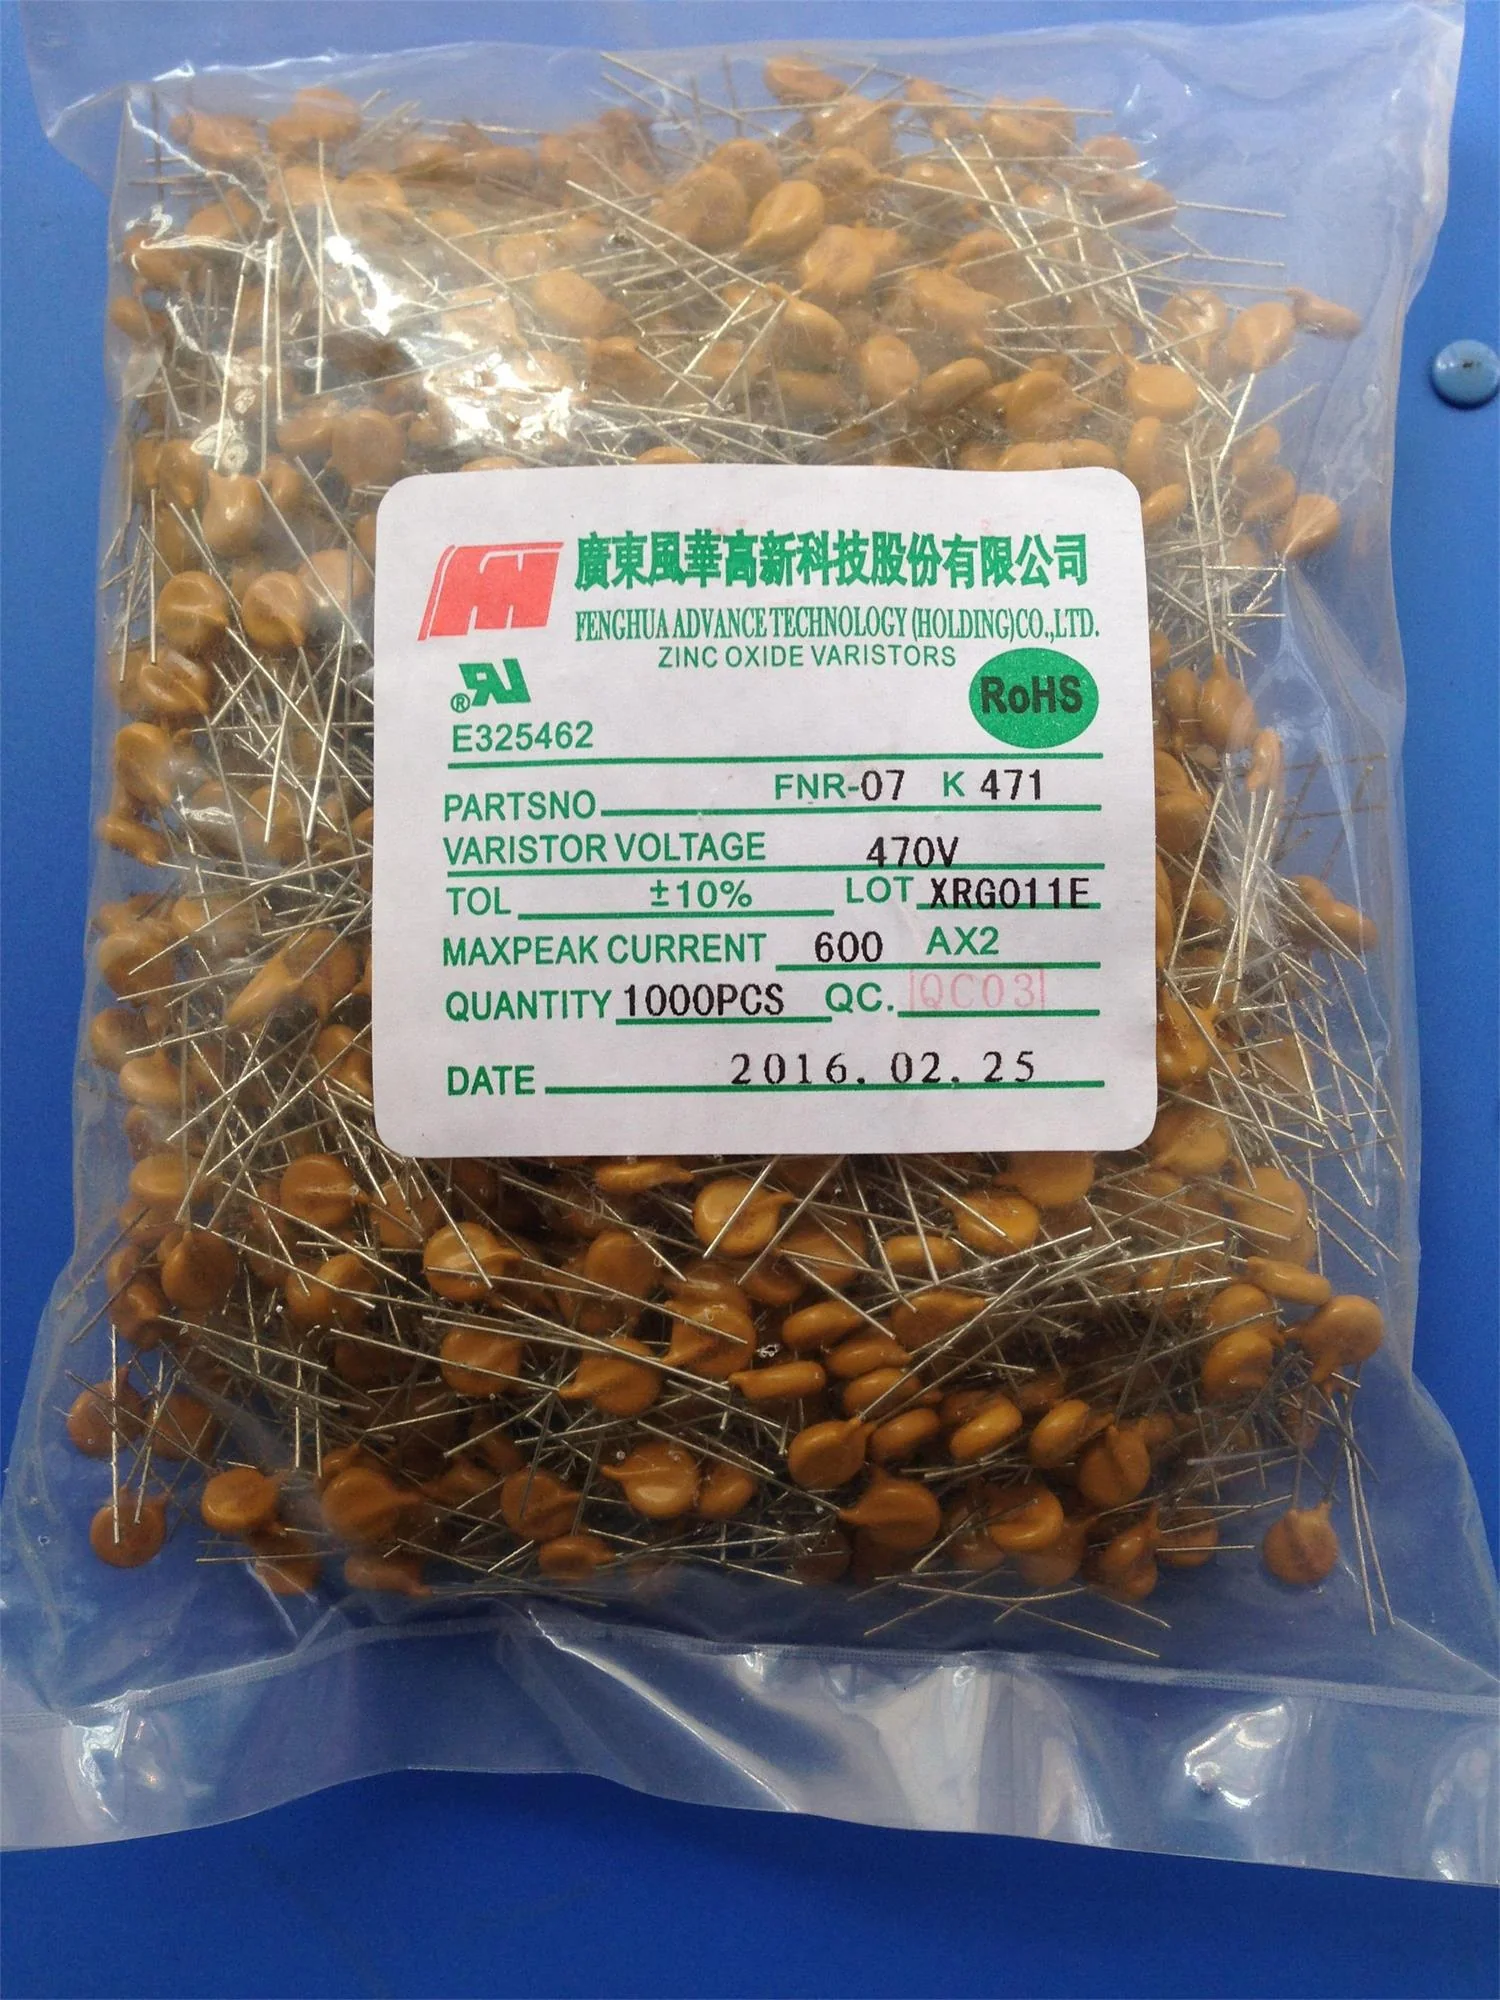 廣東風華高新科技股份有限公司
FENGHUA ADVANCE TECHNOLOGY (HOLDING)CO.,LTD.
ZINC OXIDE VARISTORS
RoHS
®
E325462
PARTSNO FNR-07 K 471
VARISTOR VOLTAGE 470V
TOL ±10% LOT XRG011E
MAXPEAK CURRENT 600 AX2
QUANTITY 1000PCS QC. QC03
DATE 2016.02.25